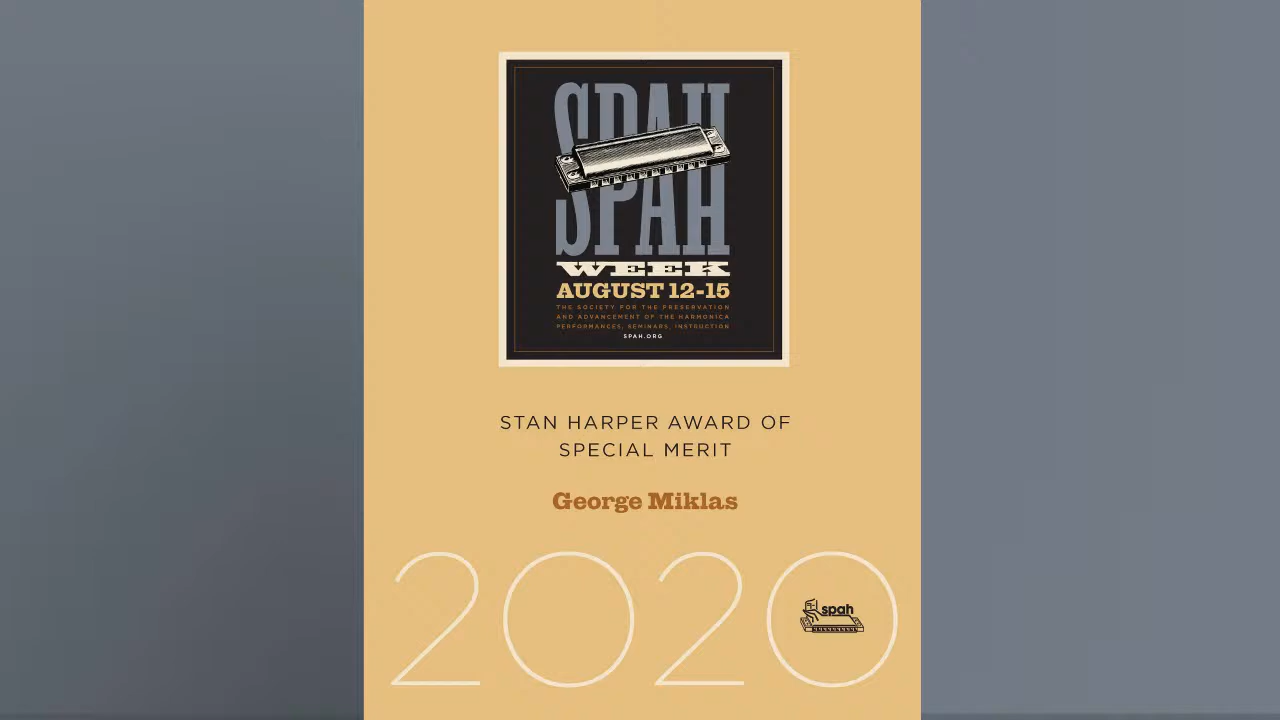 SPAH
SPAH
WEEK
AUGUST 12-15
THE SOCIETY FOR THE PRESERVATION
AND ADVANCEMENT OF THE HARMONICA
PERFORMANCES, SEMINARS, INSTRUCTION
SPAH.ORG
STAN HARPER AWARD OF
SPECIAL MERIT
George Miklas
2020
spah